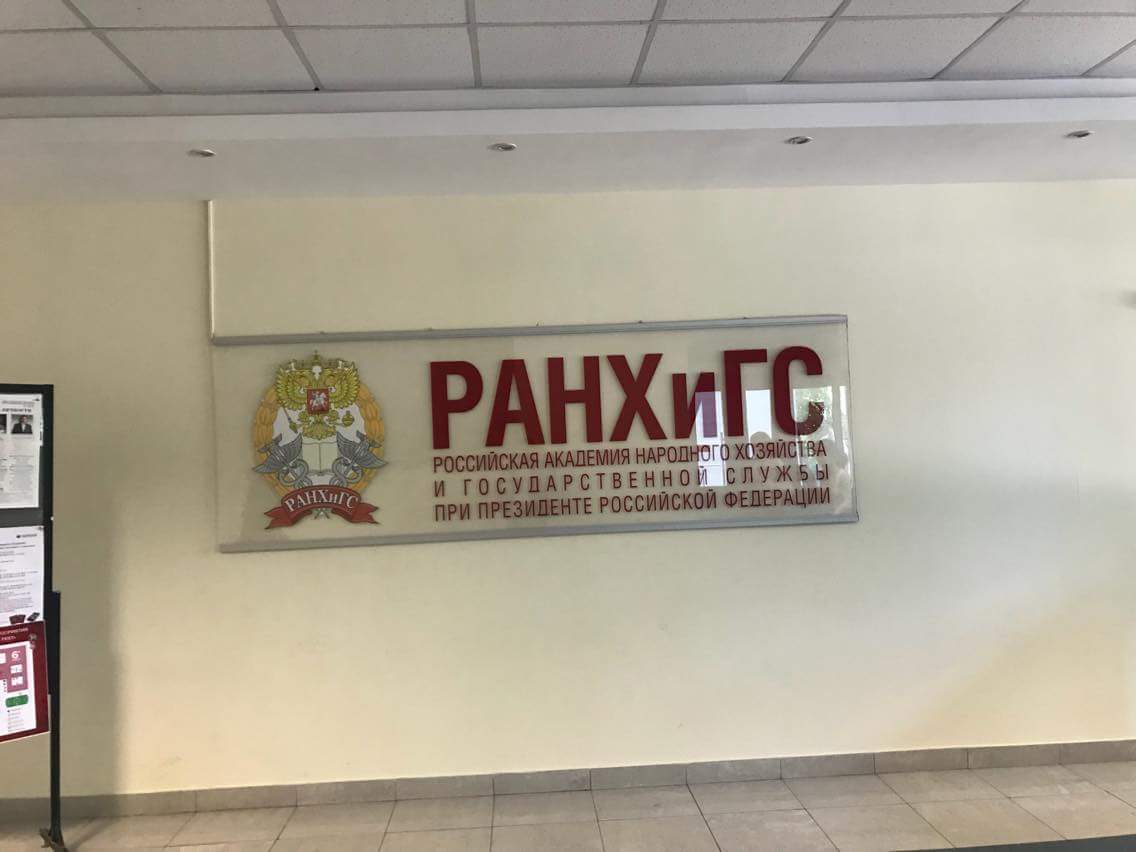 РАНХиГС
РОССИЙСКАЯ АКАДЕМИЯ НАРОДНОГО ХОЗЯЙСТВА
И ГОСУДАРСТВЕННОЙ СЛУЖБЫ
ПРИ ПРЕЗИДЕНТЕ РОССИЙСКОЙ ФЕДЕРАЦИИ
РАНХиГС